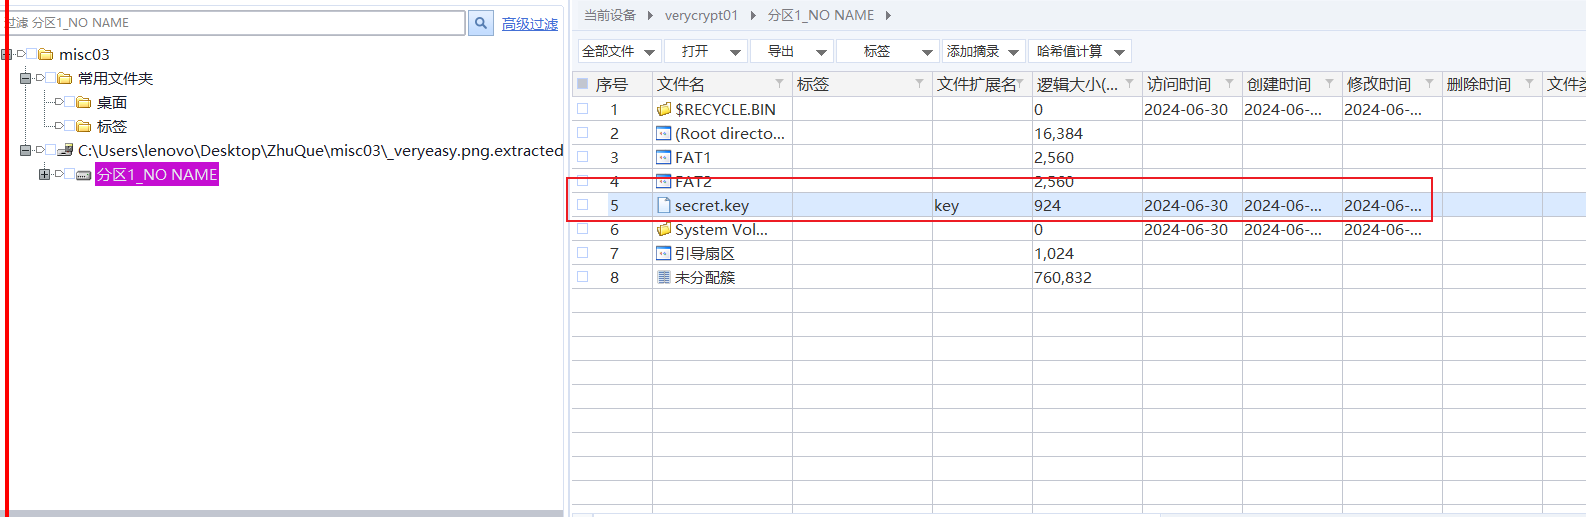 过滤 分区1_NO NAME
高级过滤
misc03
常用文件夹
桌面
标签
C:\Users\lenovo\Desktop\ZhuQue\misc03\_veryeasy.png.extracted
分区1_NO NAME
当前设备 verycrypt01 分区1_NO NAME
全部文件 打开 导出 标签 添加摘录 哈希值计算
序号 文件名 标签 文件扩展名 逻辑大小(... 访问时间 创建时间 修改时间 删除时间 文件类
1 $RECYCLE.BIN 0 2024-06-30 2024-06-... 2024-06-...
2 (Root directo... 16,384
3 FAT1 2,560
4 FAT2 2,560
5 secret.key key 924 2024-06-30 2024-06-... 2024-06-...
6 System Vol... 0 2024-06-30 2024-06-... 2024-06-...
7 引导扇区 1,024
8 未分配簇 760,832